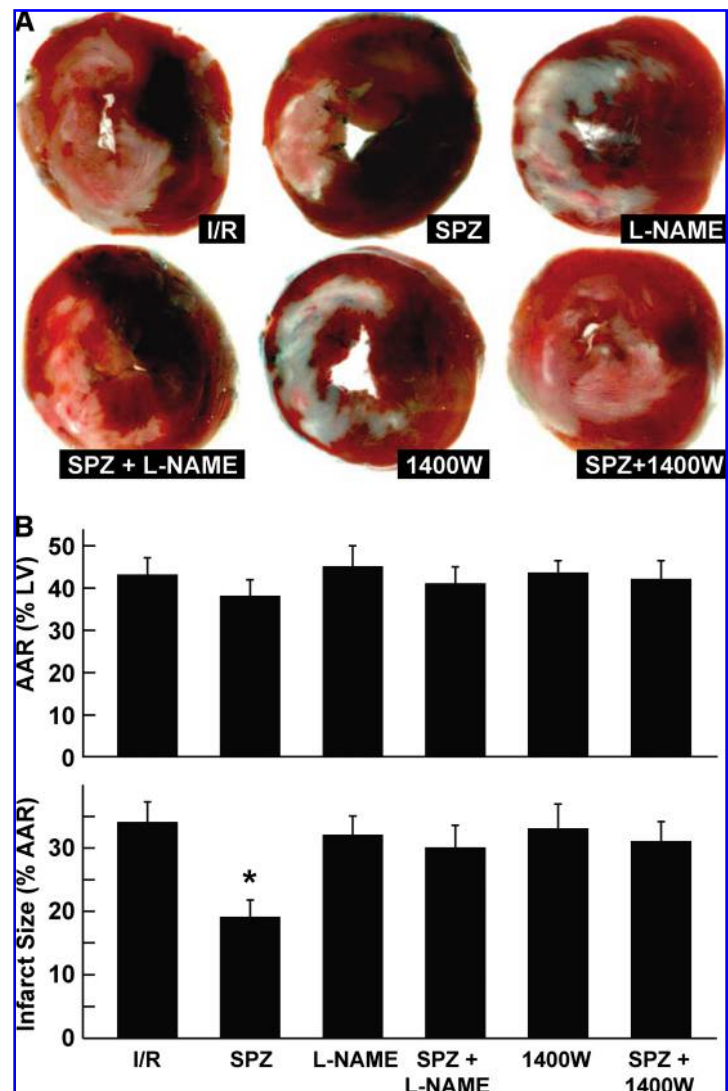 A
I/R
SPZ
L-NAME
SPZ + L-NAME
1400W
SPZ+1400W
B
AAR (% LV)
50
40
30
20
10
0
Infarct Size (% AAR)
30
20
10
0
*
I/R
SPZ
L-NAME
SPZ +
L-NAME
1400W
SPZ +
1400W